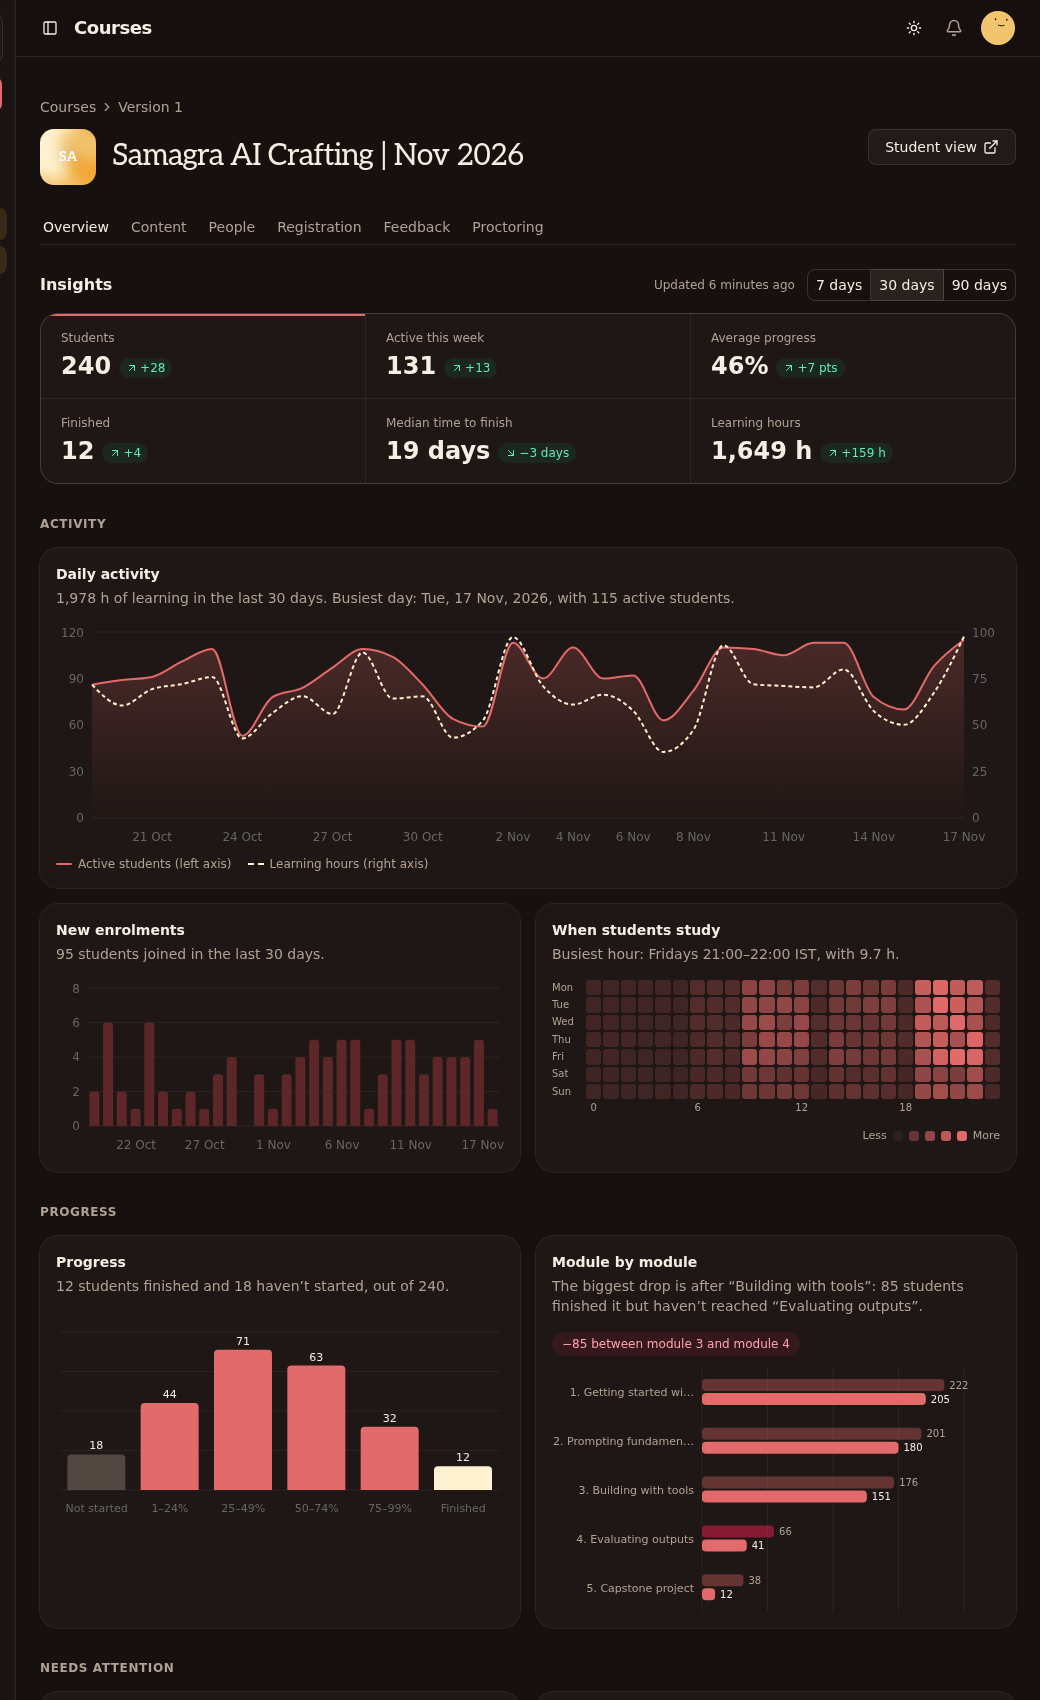 Courses
Courses > Version 1
SA
Samagra AI Crafting | Nov 2026
Student view
Overview Content People Registration Feedback Proctoring
Insights
Updated 6 minutes ago
7 days 30 days 90 days
Students
240 +28
Active this week
131 +13
Average progress
46% +7 pts
Finished
12 +4
Median time to finish
19 days −3 days
Learning hours
1,649 h +159 h
ACTIVITY
Daily activity
1,978 h of learning in the last 30 days. Busiest day: Tue, 17 Nov, 2026, with 115 active students.
120 100
90 75
60 50
30 25
0 0
21 Oct 24 Oct 27 Oct 30 Oct 2 Nov 4 Nov 6 Nov 8 Nov 11 Nov 14 Nov 17 Nov
Active students (left axis) Learning hours (right axis)
New enrolments
95 students joined in the last 30 days.
8
6
4
2
0
22 Oct 27 Oct 1 Nov 6 Nov 11 Nov 17 Nov
When students study
Busiest hour: Fridays 21:00–22:00 IST, with 9.7 h.
Mon
Tue
Wed
Thu
Fri
Sat
Sun
0 6 12 18
Less More
PROGRESS
Progress
12 students finished and 18 haven’t started, out of 240.
18 44 71 63 32 12
Not started 1–24% 25–49% 50–74% 75–99% Finished
Module by module
The biggest drop is after “Building with tools”: 85 students
finished it but haven’t reached “Evaluating outputs”.
−85 between module 3 and module 4
1. Getting started wi… 222 205
2. Prompting fundamen… 201 180
3. Building with tools 176 151
4. Evaluating outputs 66 41
5. Capstone project 38 12
NEEDS ATTENTION